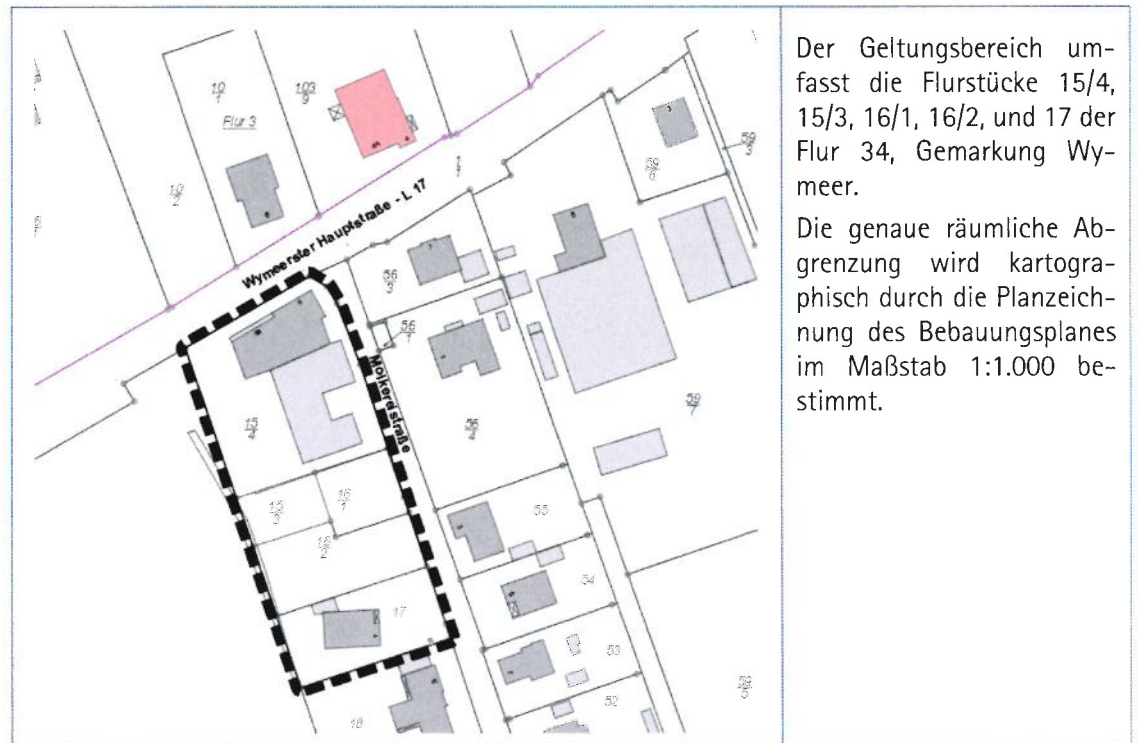 10
1
103
9
Flur 3
10
2
1
1
59
3
59
6
Wymeerster Hauptstraße - L 17
56
3
56
1
Molkereistraße
15
4
56
4
59
7
15
3
16
1
55
16
2
54
17
53
52
59
5
18
Der Geltungsbereich um-
fasst die Flurstücke 15/4,
15/3, 16/1, 16/2, und 17 der
Flur 34, Gemarkung Wy-
meer.
Die genaue räumliche Ab-
grenzung wird kartogra-
phisch durch die Planzeich-
nung des Bebauungsplanes
im Maßstab 1:1.000 be-
stimmt.